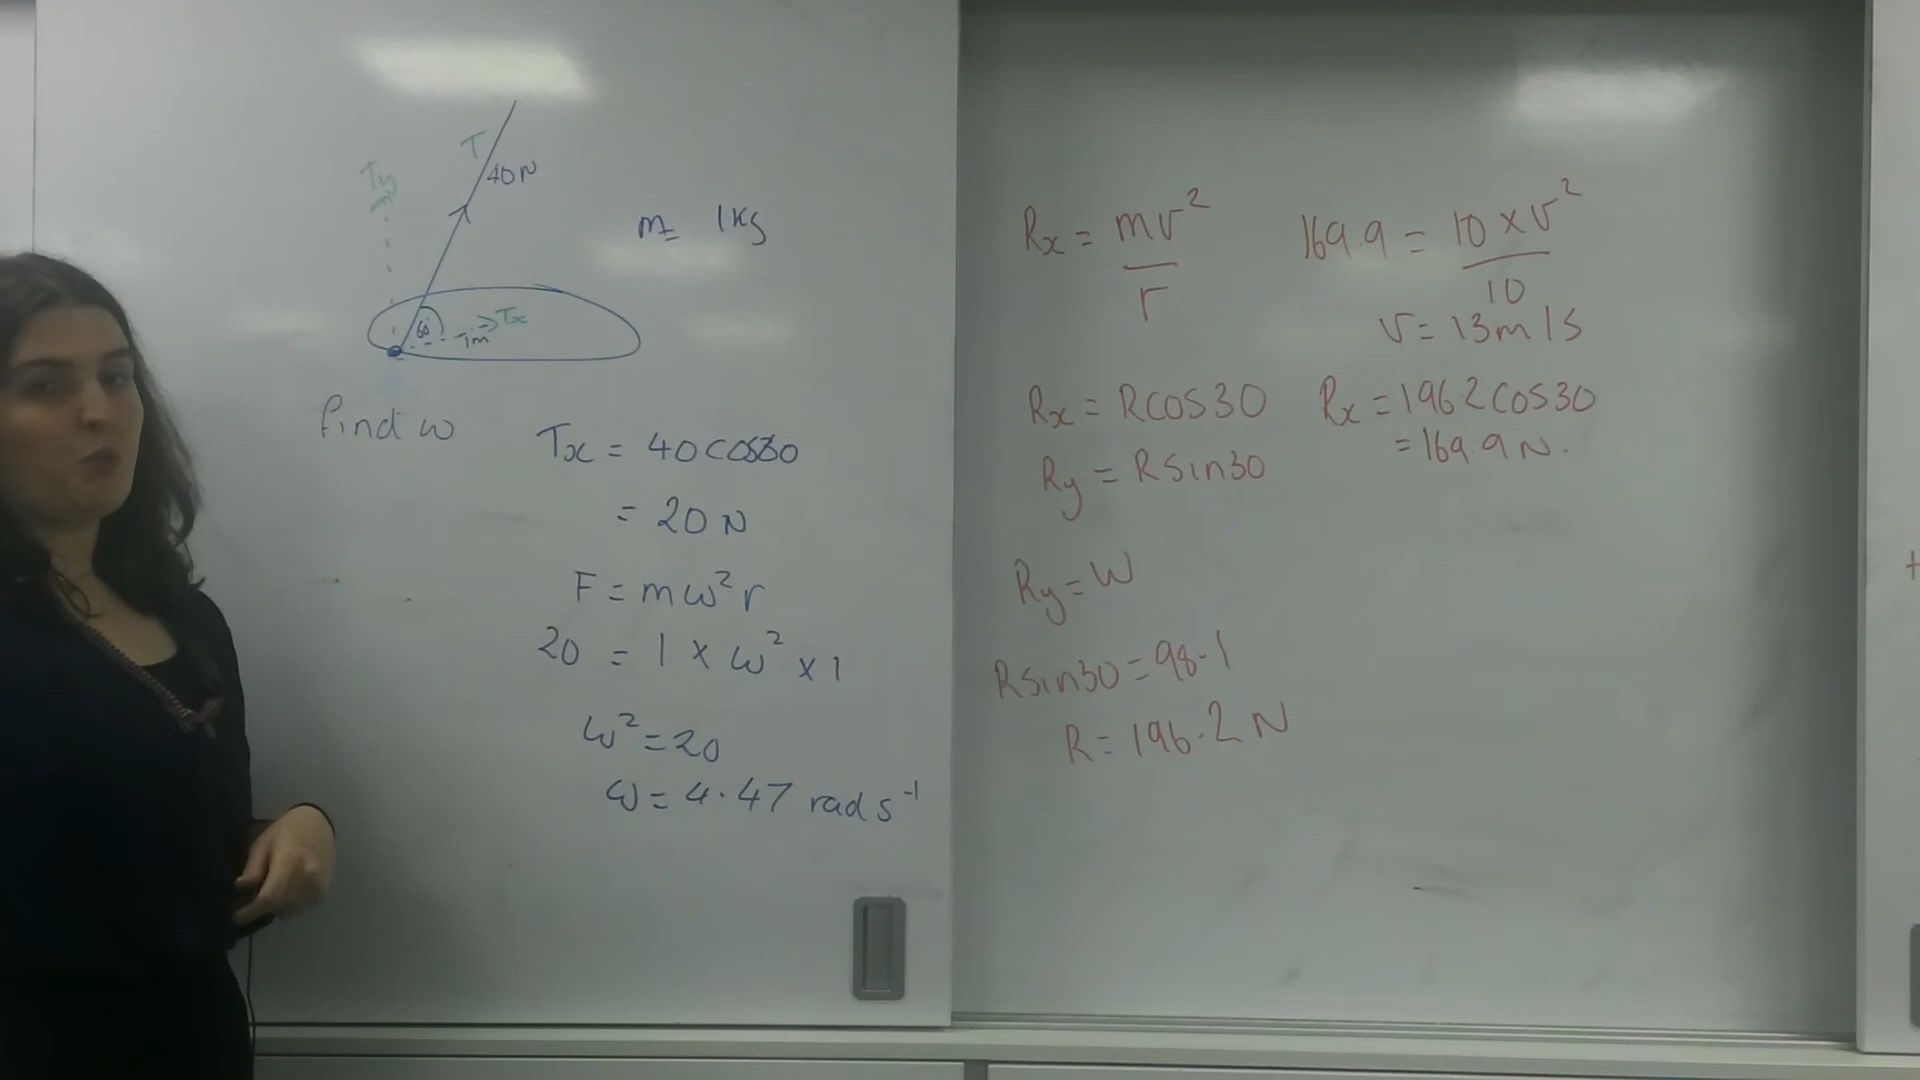 T
40N
Ty
m= 1kg
60
1m
Tx
find ω
Tx = 40cos60
= 20N
F = mω²r
20 = 1 × ω² × 1
ω² = 20
ω = 4.47 rad s⁻¹
Rx = mv²/r
169.9 = 10 × v²/10
v = 13m/s
Rx = Rcos30
Rx = 1962cos30
= 169.9N.
Ry = Rsin30
Ry = W
Rsin30 = 98.1
R = 196.2N
+